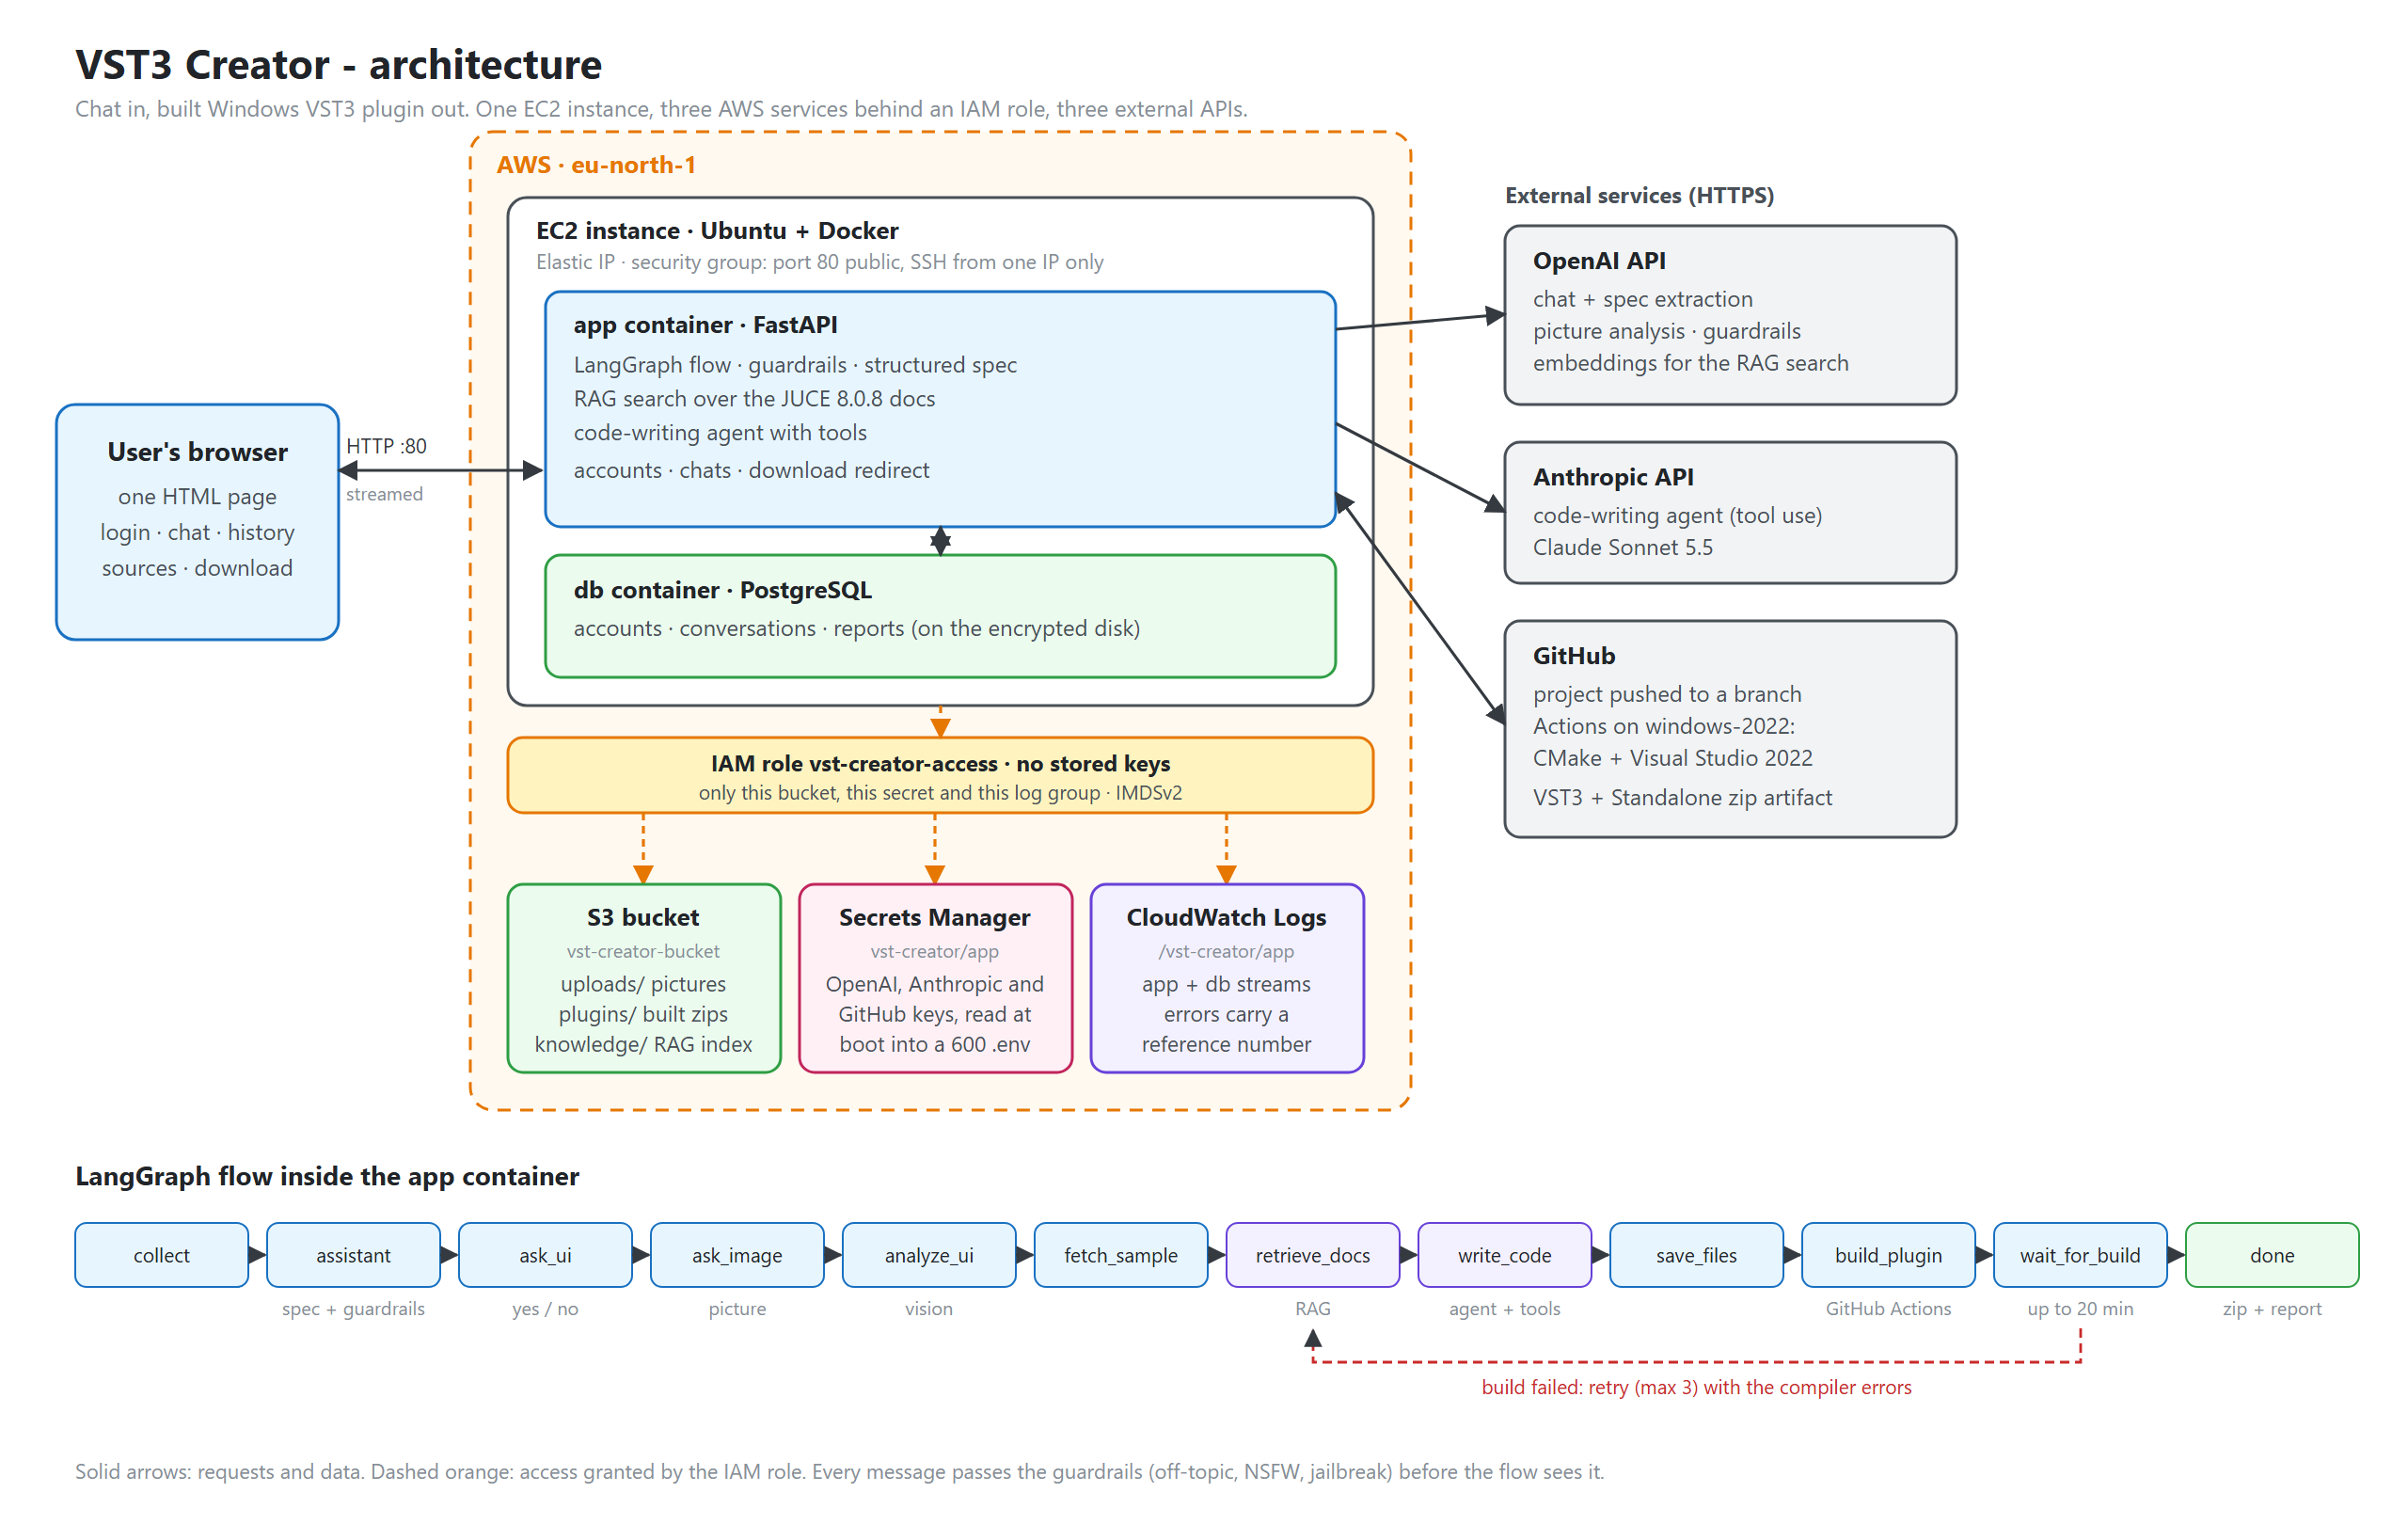 VST3 Creator - architecture
Chat in, built Windows VST3 plugin out. One EC2 instance, three AWS services behind an IAM role, three external APIs.
AWS · eu-north-1
EC2 instance · Ubuntu + Docker
Elastic IP · security group: port 80 public, SSH from one IP only
app container · FastAPI
LangGraph flow · guardrails · structured spec
RAG search over the JUCE 8.0.8 docs
code-writing agent with tools
accounts · chats · download redirect
User's browser
one HTML page
login · chat · history
sources · download
HTTP :80
streamed
db container · PostgreSQL
accounts · conversations · reports (on the encrypted disk)
IAM role vst-creator-access · no stored keys
only this bucket, this secret and this log group · IMDSv2
S3 bucket
vst-creator-bucket
uploads/ pictures
plugins/ built zips
knowledge/ RAG index
Secrets Manager
vst-creator/app
OpenAI, Anthropic and
GitHub keys, read at
boot into a 600 .env
CloudWatch Logs
/vst-creator/app
app + db streams
errors carry a
reference number
External services (HTTPS)
OpenAI API
chat + spec extraction
picture analysis · guardrails
embeddings for the RAG search
Anthropic API
code-writing agent (tool use)
Claude Sonnet 5.5
GitHub
project pushed to a branch
Actions on windows-2022:
CMake + Visual Studio 2022
VST3 + Standalone zip artifact
LangGraph flow inside the app container
collect
assistant
spec + guardrails
ask_ui
yes / no
ask_image
picture
analyze_ui
vision
fetch_sample
retrieve_docs
RAG
write_code
agent + tools
save_files
build_plugin
GitHub Actions
wait_for_build
up to 20 min
done
zip + report
build failed: retry (max 3) with the compiler errors
Solid arrows: requests and data. Dashed orange: access granted by the IAM role. Every message passes the guardrails (off-topic, NSFW, jailbreak) before the flow sees it.